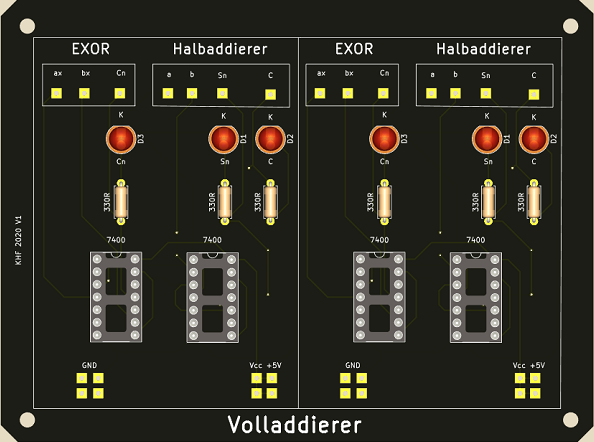 EXOR Halbaddierer EXOR Halbaddierer
ax bx Cn a b Sn C ax bx Cn a b Sn C
K K K K K K
D3 D1 D2 D3 D1 D2
Cn Sn C Cn Sn C
330R 330R 330R 330R 330R 330R
KHF 2020 V1
7400 7400 7400 7400
GND Vcc +5V GND Vcc +5V
Volladdierer